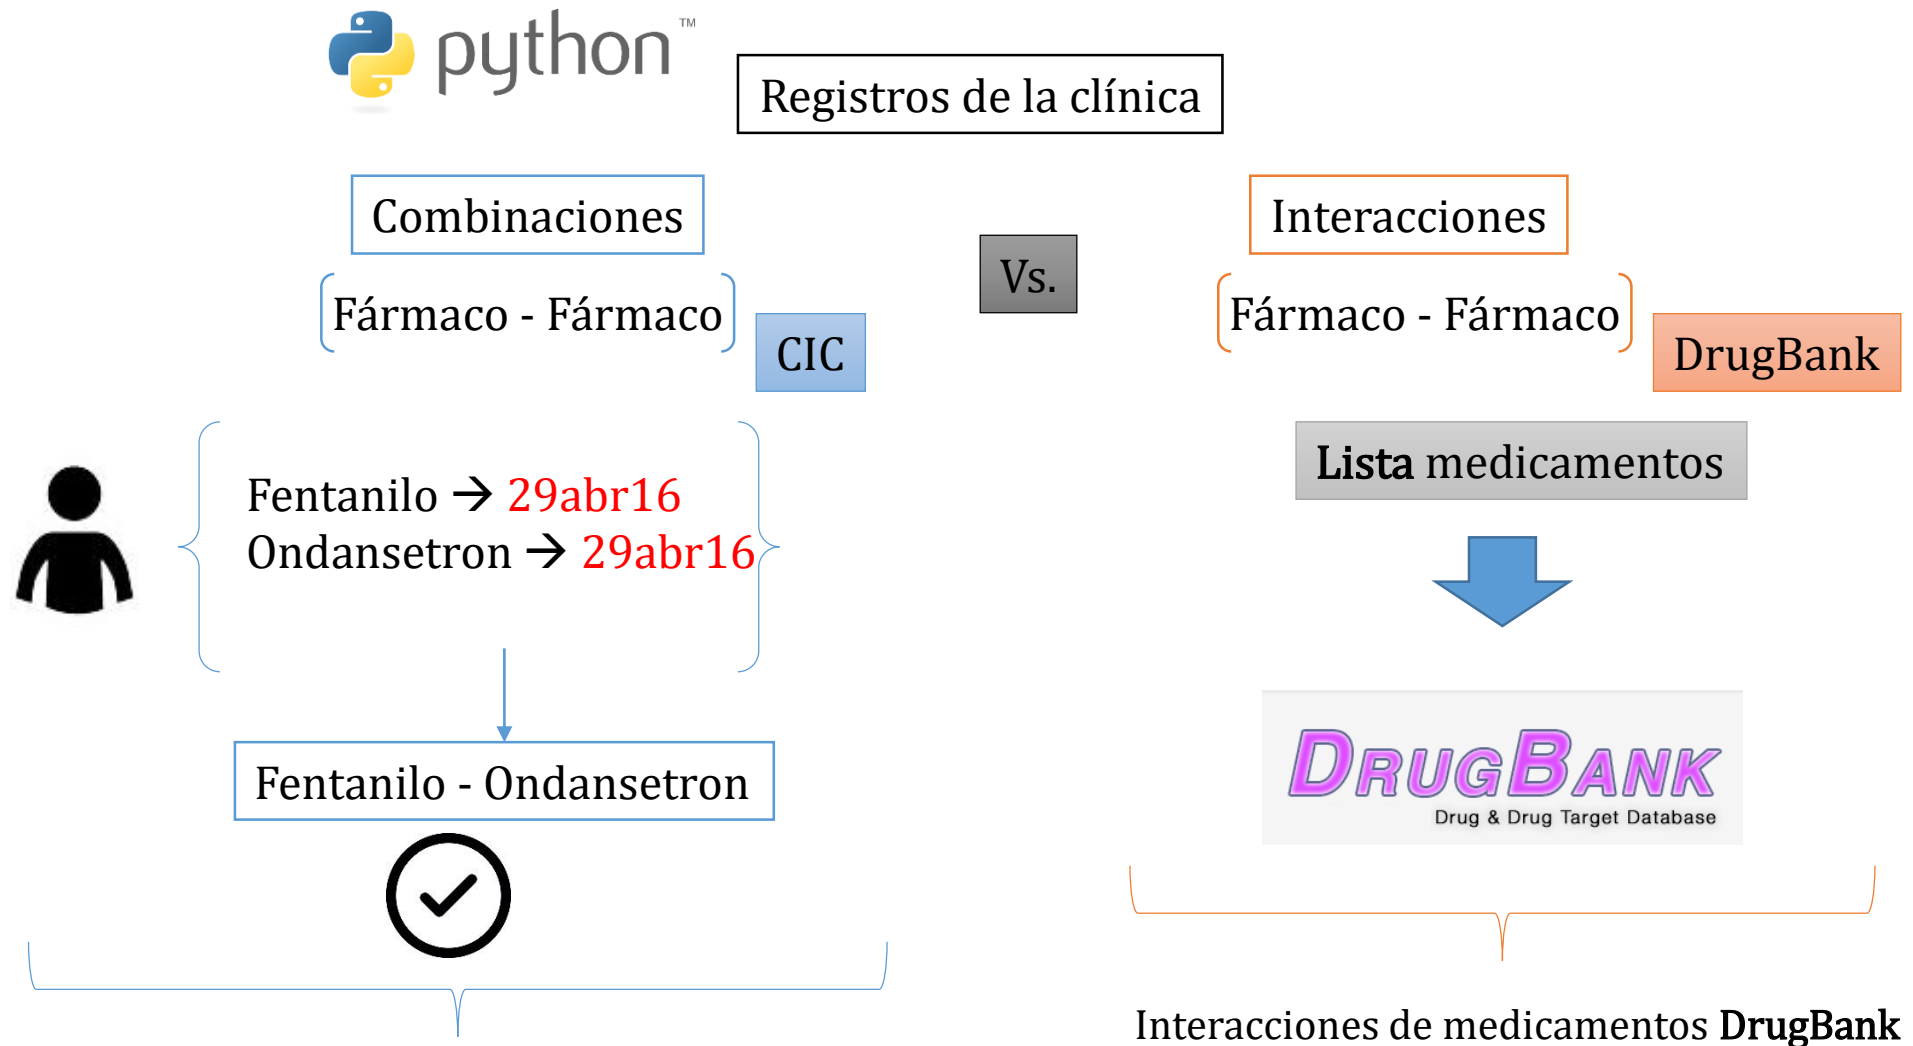 python™
Registros de la clínica
Combinaciones
Fármaco - Fármaco
CIC
Vs.
Interacciones
Fármaco - Fármaco
DrugBank
Fentanilo → 29abr16
Ondansetron → 29abr16
Fentanilo - Ondansetron
Lista medicamentos
DRUGBANK
Drug & Drug Target Database
Interacciones de medicamentos DrugBank